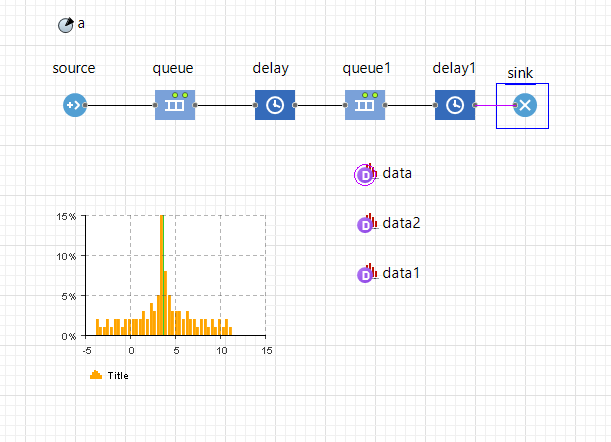 a
source queue delay queue1 delay1 sink
data
data2
data1
15%
10%
5%
0%
-5 0 5 10 15
Title